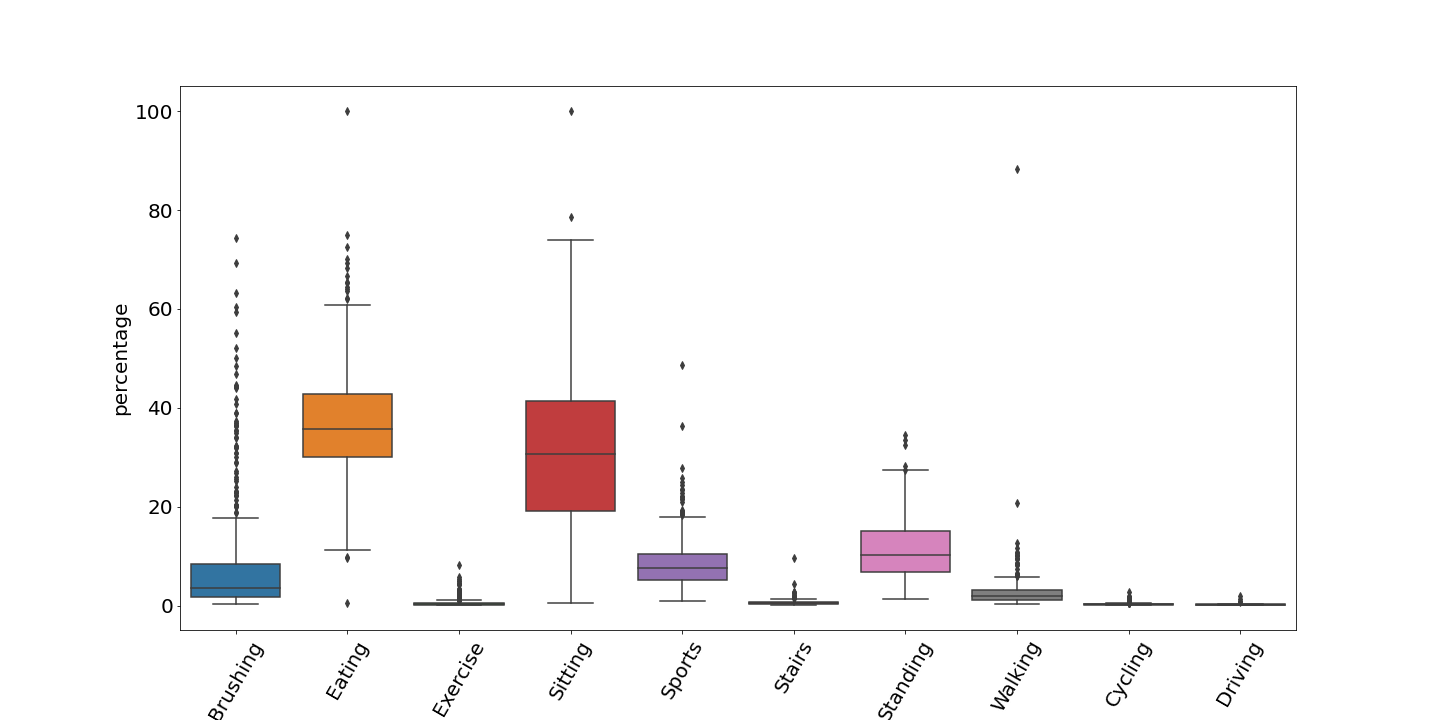 100
80
60
40
20
0
percentage
Brushing
Eating
Exercise
Sitting
Sports
Stairs
Standing
Walking
Cycling
Driving